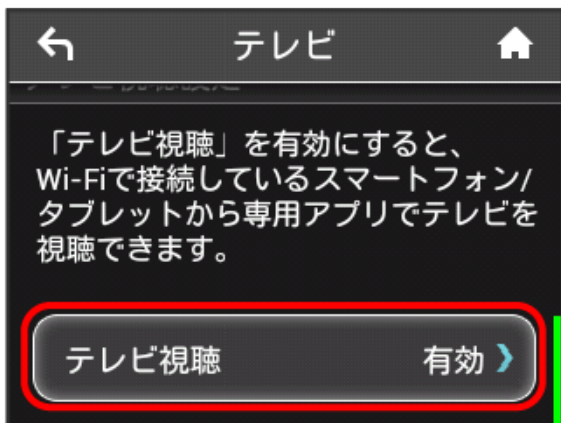 テレビ
「テレビ視聴」を有効にすると、
Wi-Fiで接続しているスマートフォン/
タブレットから専用アプリでテレビを
視聴できます。
テレビ視聴 有効